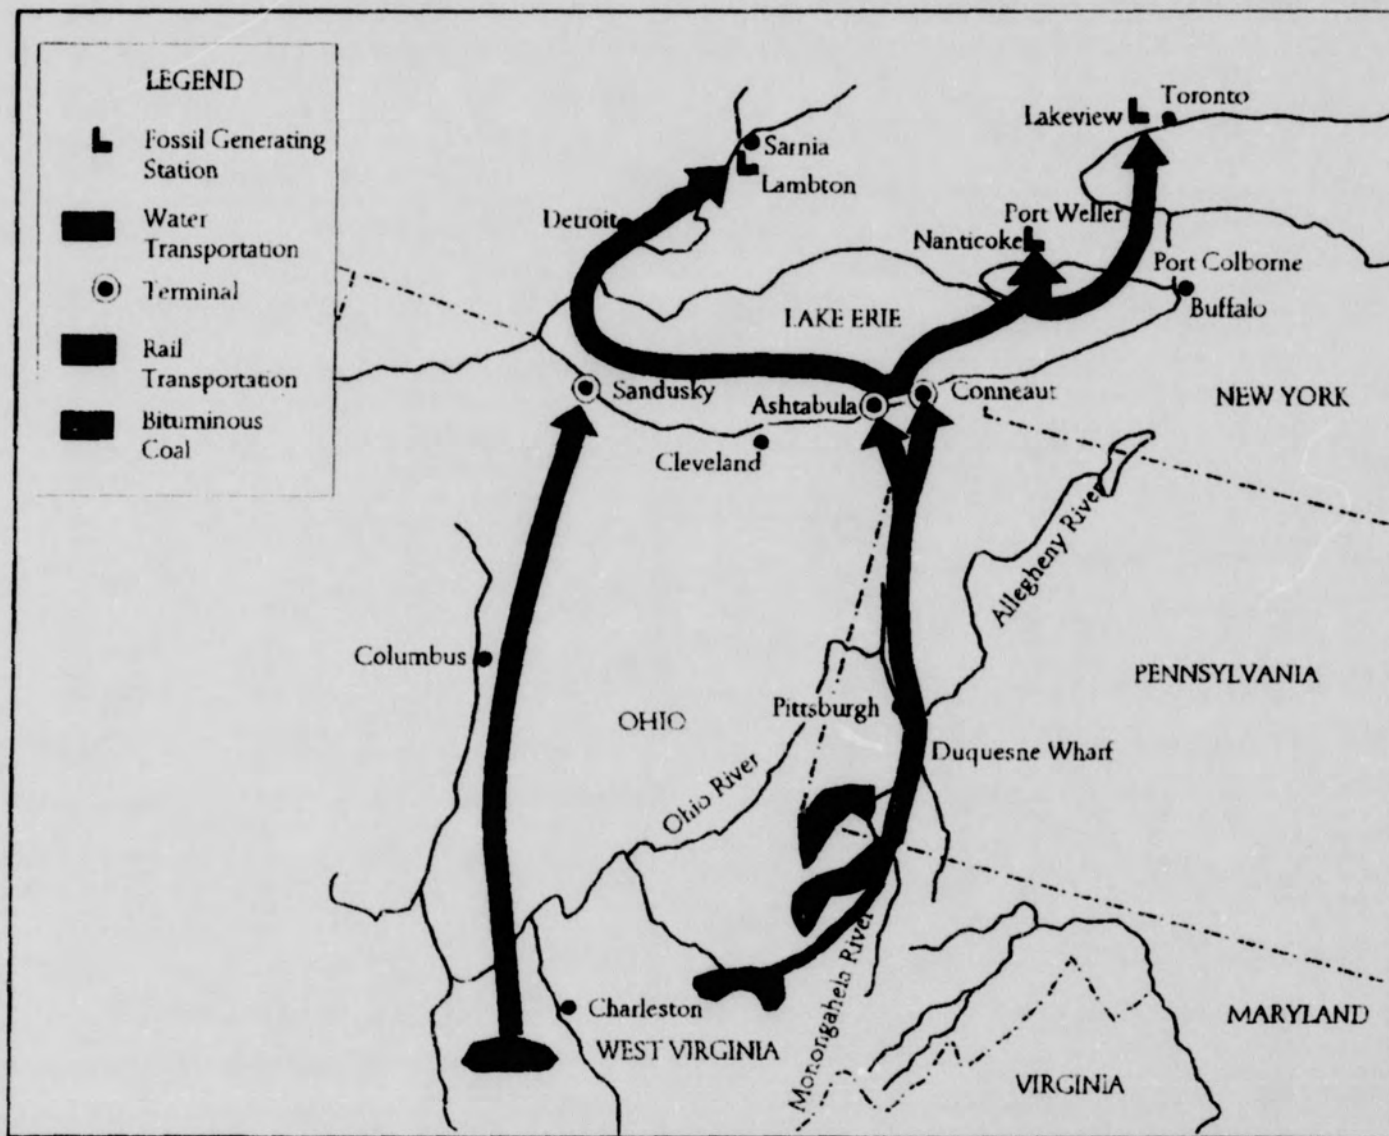 LEGEND
Fossil Generating
Station
Water
Transportation
Terminal
Rail
Transportation
Bituminous
Coal
Lakeview
Toronto
Sarnia
Lambton
Detroit
Port Weller
Nanticoke
Port Colborne
Buffalo
LAKE ERIE
Sandusky
Ashtabula
Conneaut
NEW YORK
Cleveland
Allegheny River
Columbus
PENNSYLVANIA
Pittsburgh
OHIO
Duquesne Wharf
Ohio River
Monongahela River
Charleston
WEST VIRGINIA
MARYLAND
VIRGINIA